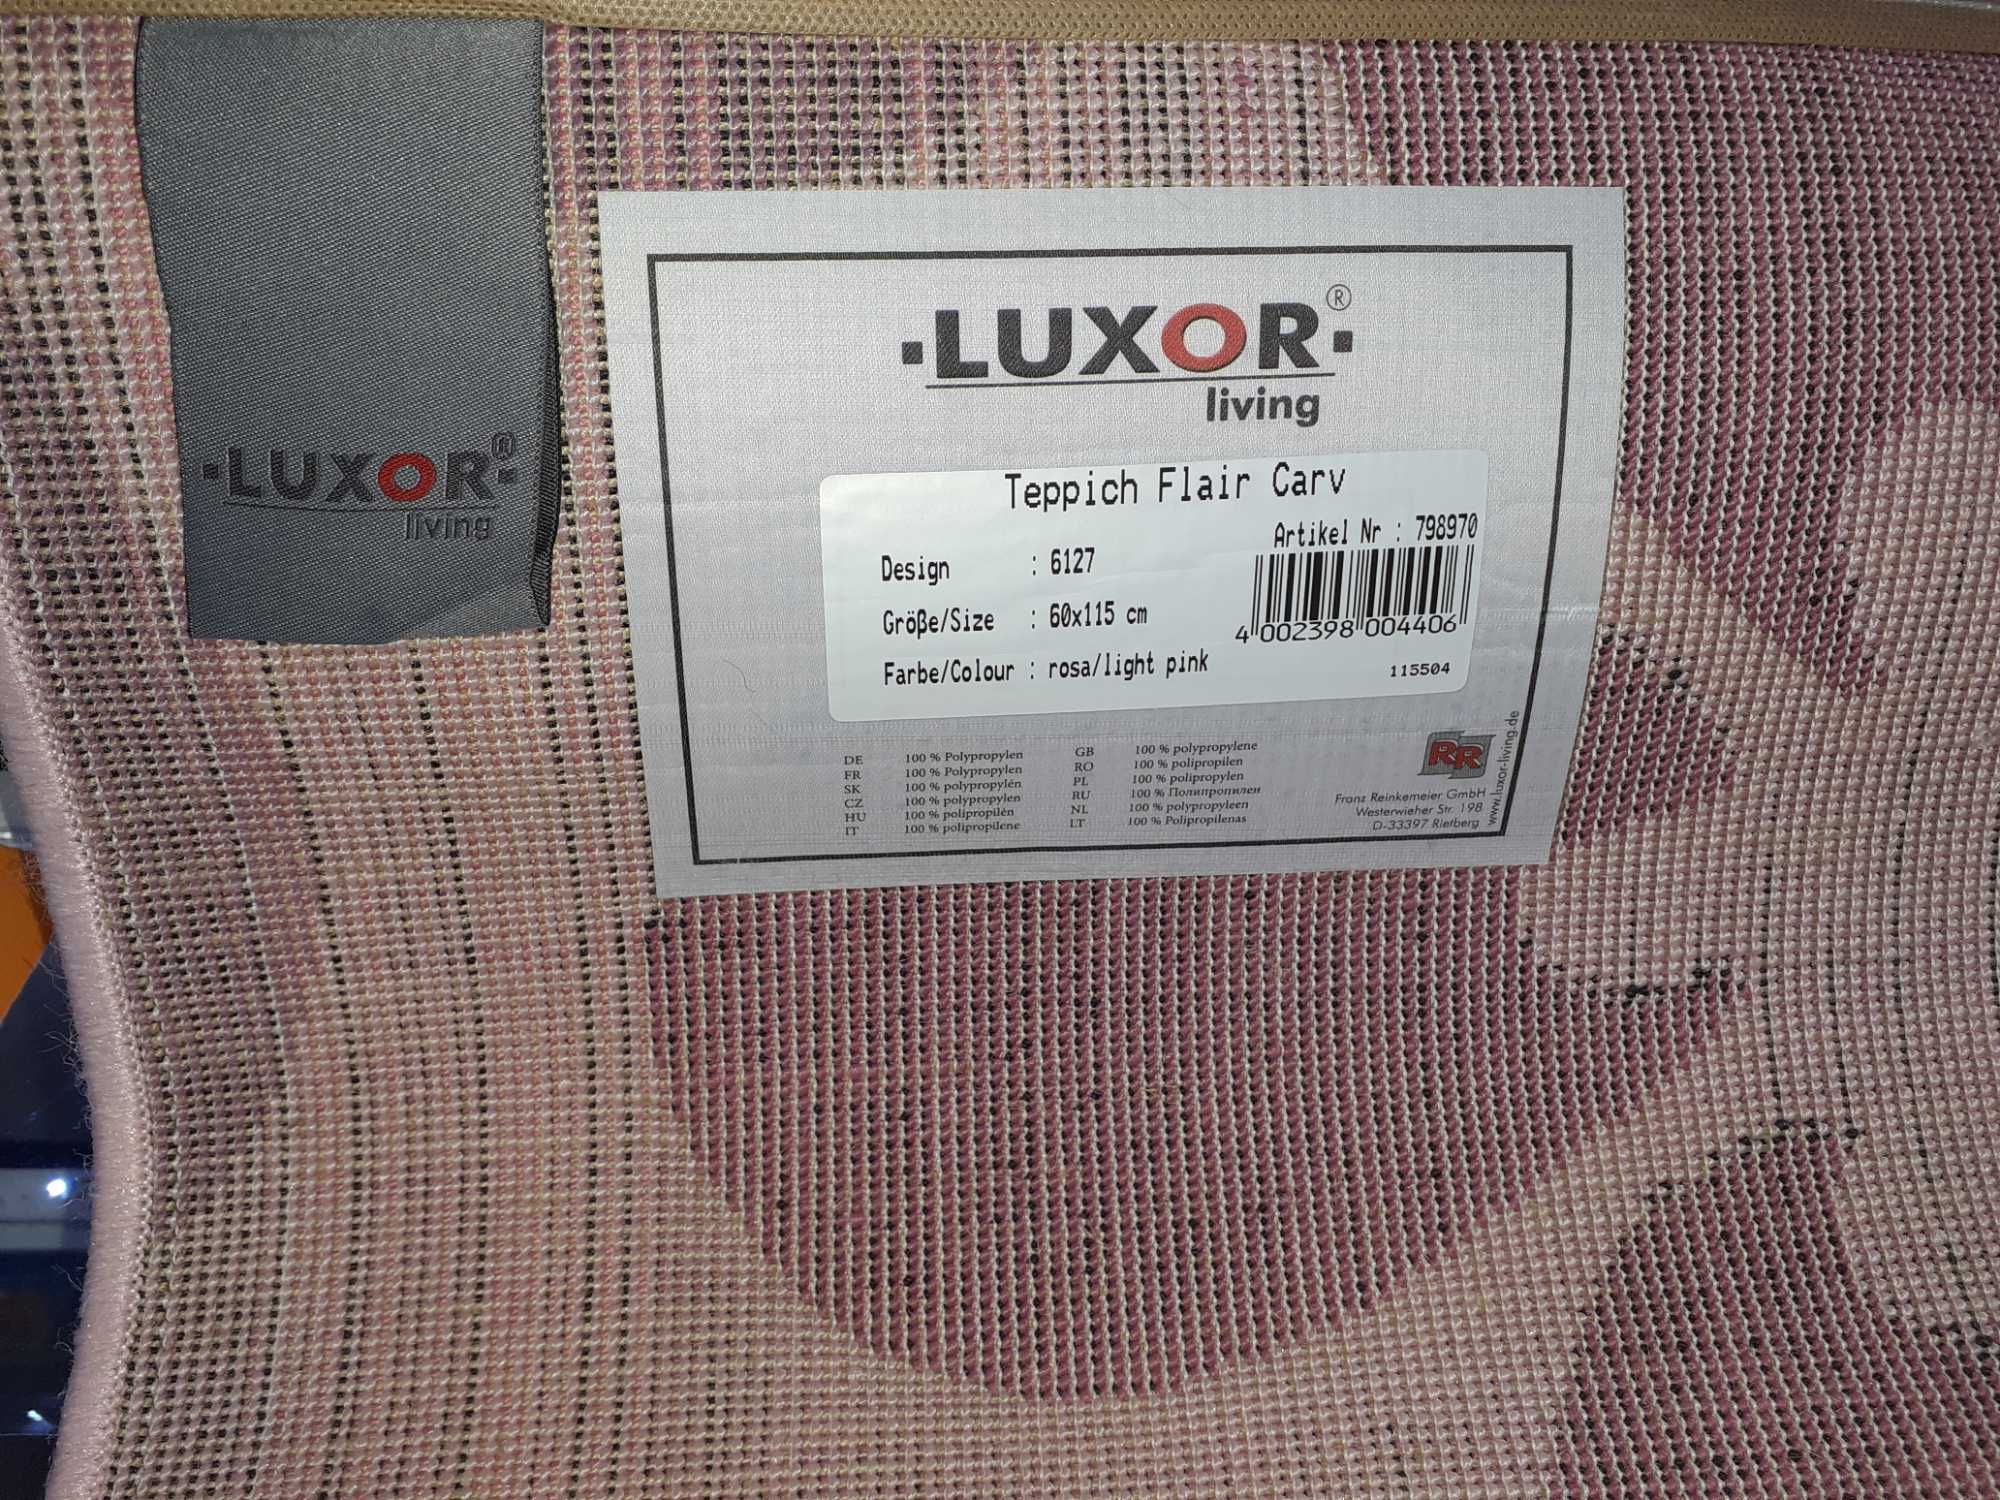 ·LUXOR·®
living
·LUXOR·®
living
Teppich Flair Carv
Artikel Nr : 798970
Design : 6127
Größe/Size : 60x115 cm
4 002398 004406
Farbe/Colour : rosa/light pink
115504
DE 100 % Polypropylen
FR 100 % Polypropylen
SK 100 % polypropylén
CZ 100 % polypropylen
HU 100 % polipropilén
IT 100 % polipropilene
GB 100 % polypropylene
RO 100 % polipropilen
PL 100 % polipropylen
RU 100 % Полипропилен
NL 100 % polypropyleen
LT 100 % Polipropilenas
RR
Franz Reinkemeier GmbH
Westerwieher Str. 198
D-33397 Rietberg
www.luxor-living.de